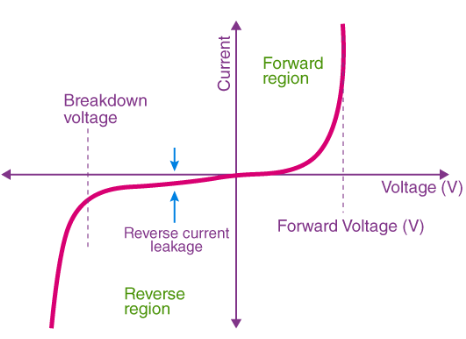 Current
Forward
region
Breakdown
voltage
Voltage (V)
Forward Voltage (V)
Reverse current
leakage
Reverse
region